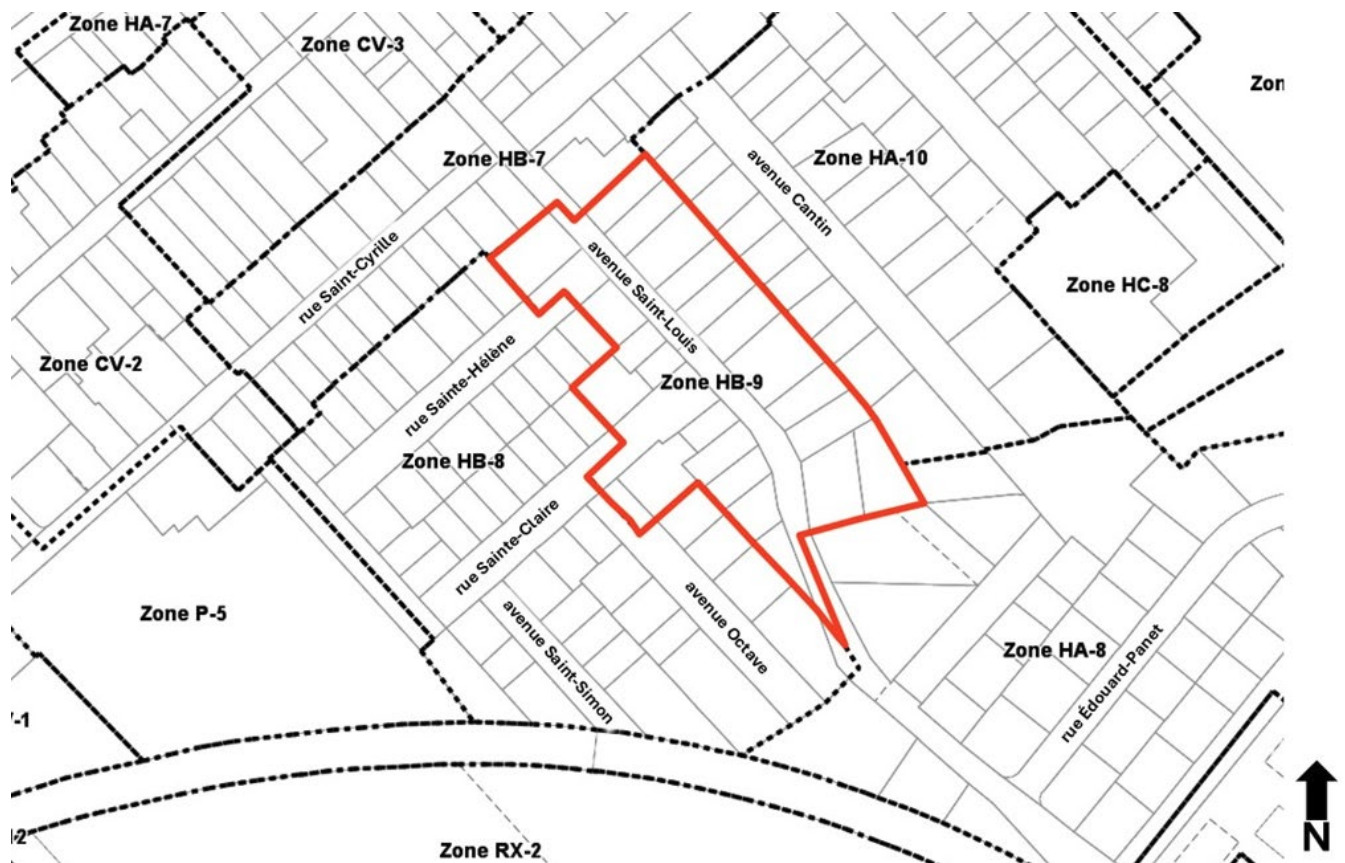 Zone HA-7
Zone CV-3
Zon
Zone HB-7
Zone HA-10
avenue Cantin
rue Saint-Cyrille
avenue Saint-Louis
Zone HC-8
Zone CV-2
rue Sainte-Hélène
Zone HB-9
Zone HB-8
rue Sainte-Claire
Zone P-5
avenue Saint-Simon
avenue Octave
Zone HA-8
rue Édouard-Panet
-1
-2
Zone RX-2
N